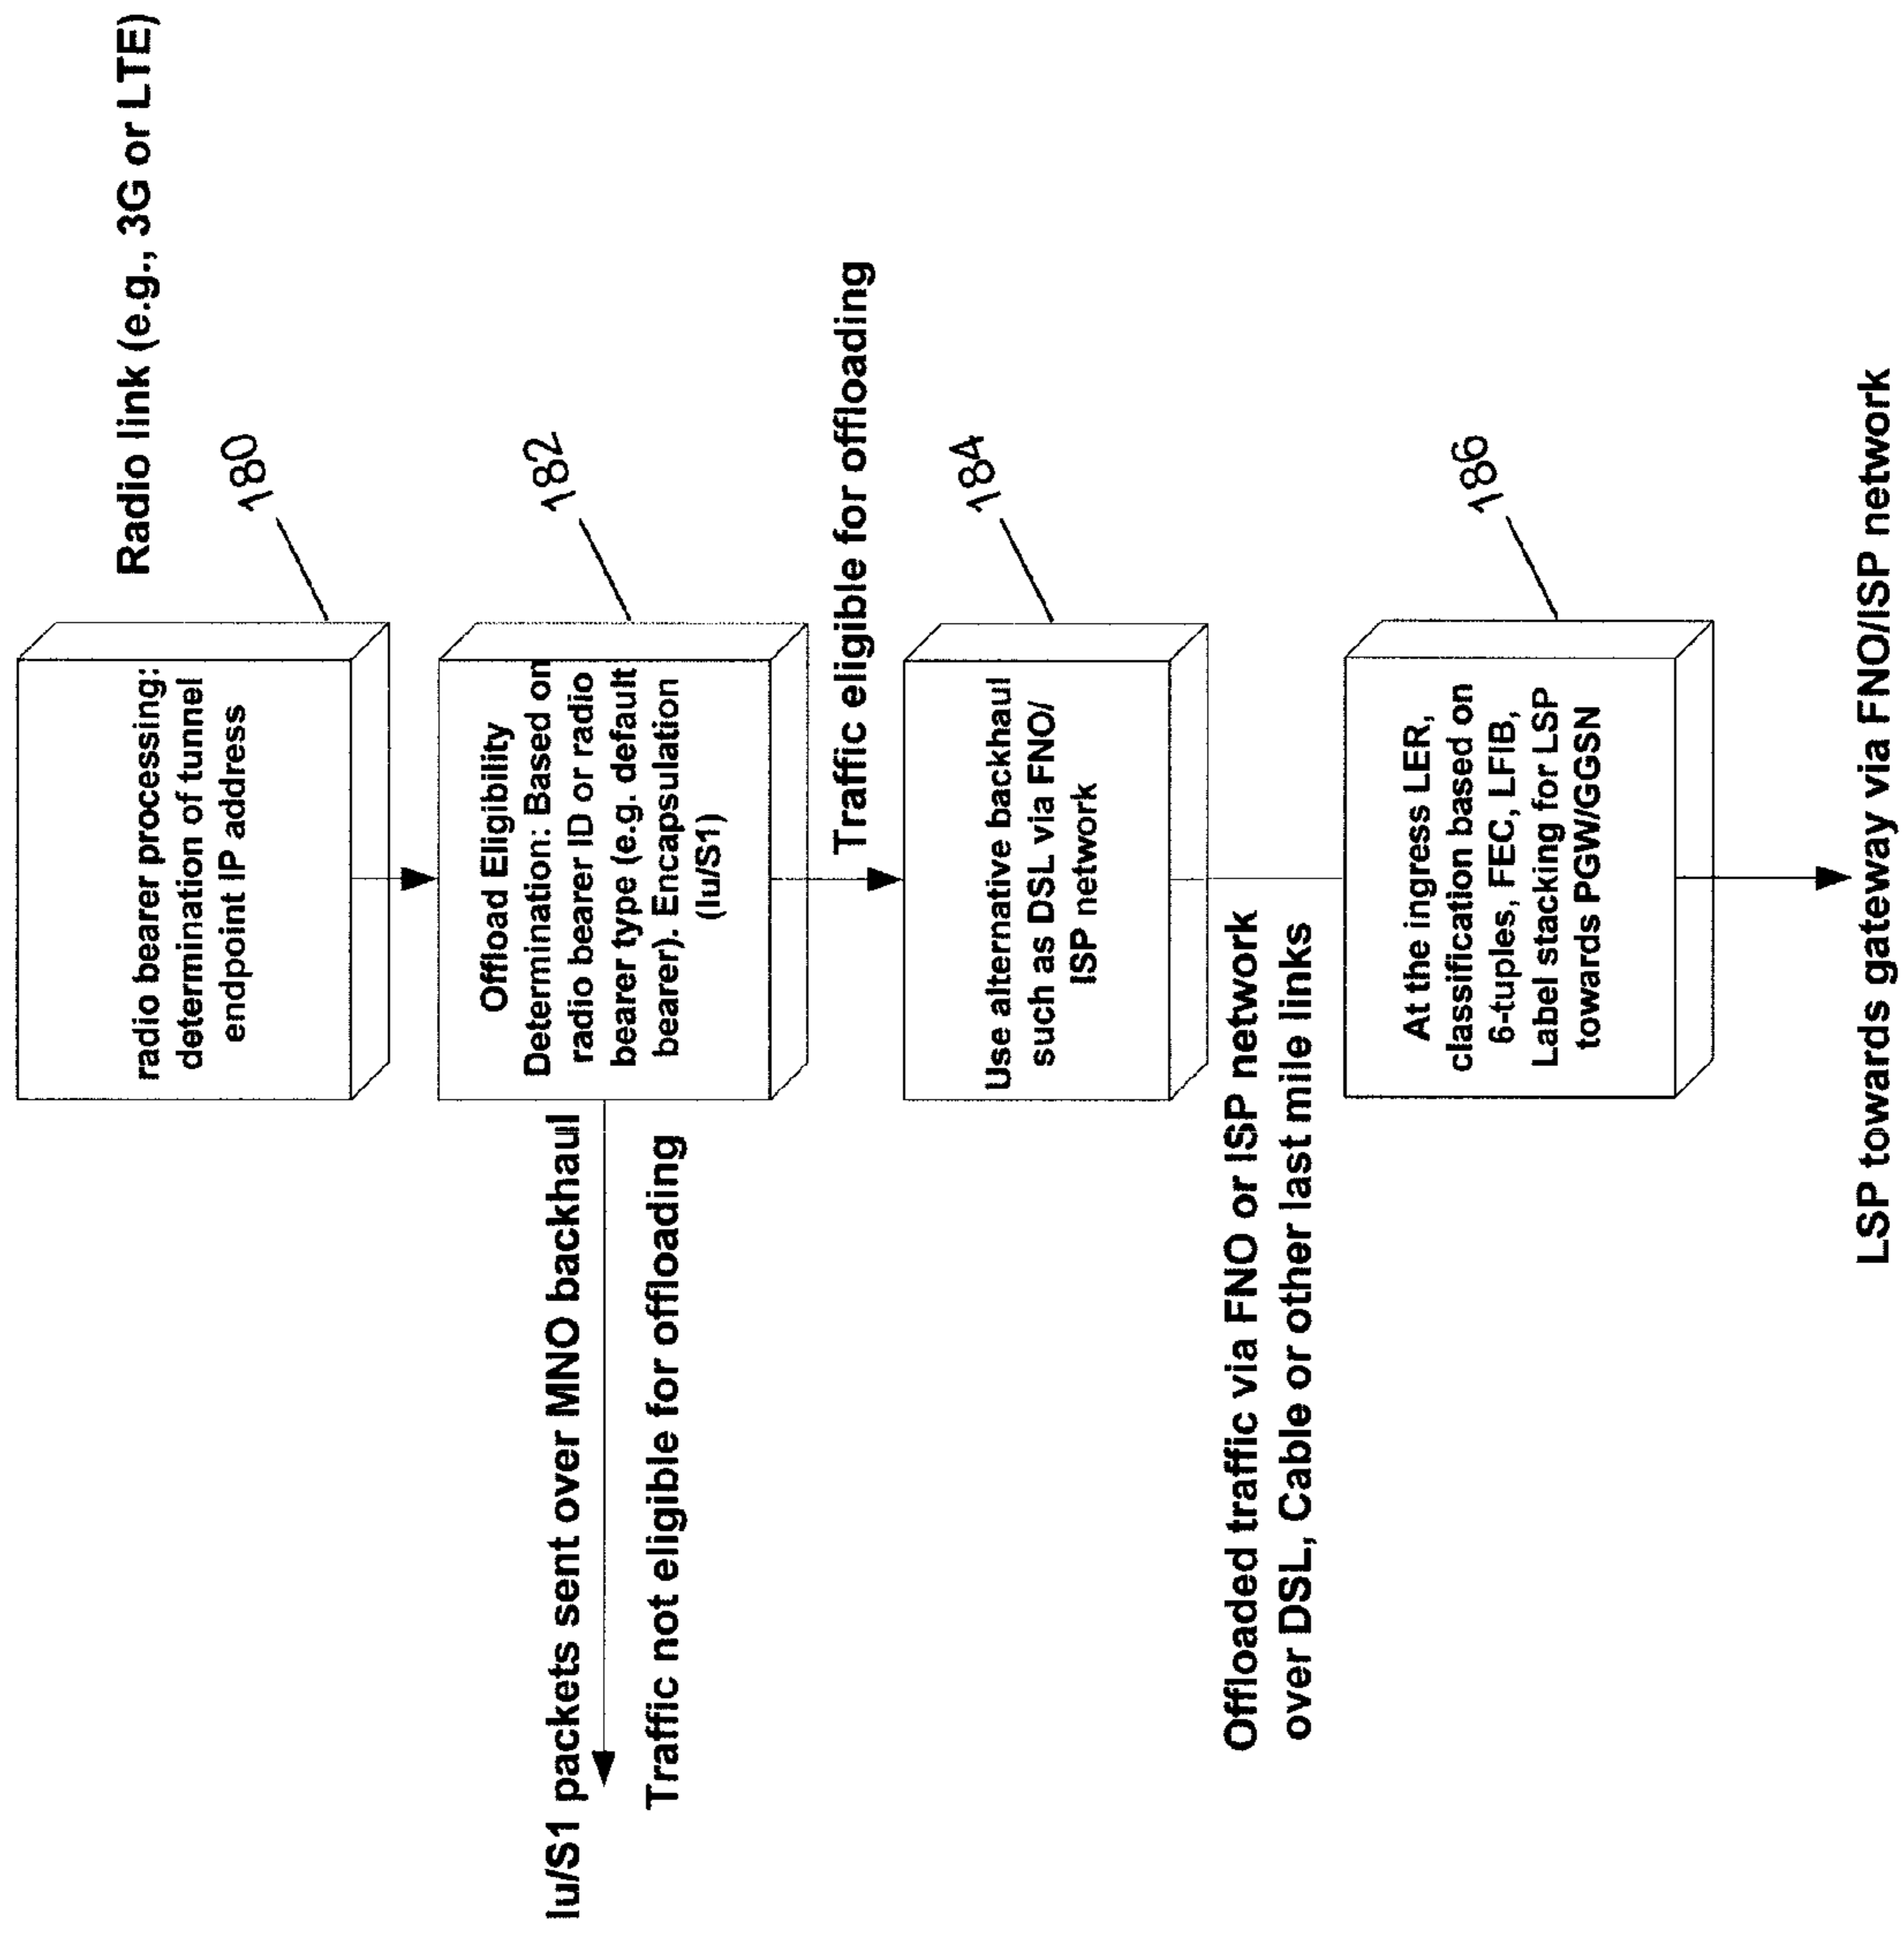 Radio link (e.g., 3G or LTE)
180
radio bearer processing:
determination of tunnel
endpoint IP address
182
Offload Eligibility
Determination: Based on
radio bearer ID or radio
bearer type (e.g. default
bearer). Encapsulation
(Iu/S1)
Iu/S1 packets sent over MNO backhaul
Traffic not eligible for offloading
Traffic eligible for offloading
184
Use alternative backhaul
such as DSL via FNO/
ISP network
Offloaded traffic via FNO or ISP network
over DSL, Cable or other last mile links
186
At the ingress LER,
classification based on
6-tuples, FEC, LFIB,
Label stacking for LSP
towards PGW/GGSN
LSP towards gateway via FNO/ISP network